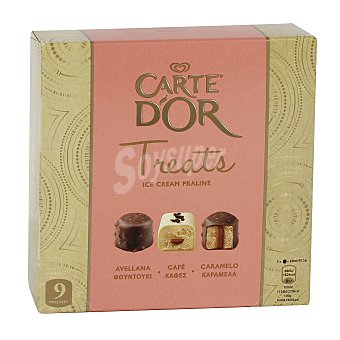 CARTE
D'OR
Treats
ICE CREAM PRALINE
AVELLANA • CAFÉ • CARAMELO
ΦΟΥΝΤΟΥΚΙ ΚΑΦΕΣ ΚΑΡΑΜΕΛΑ
9
PRALINES